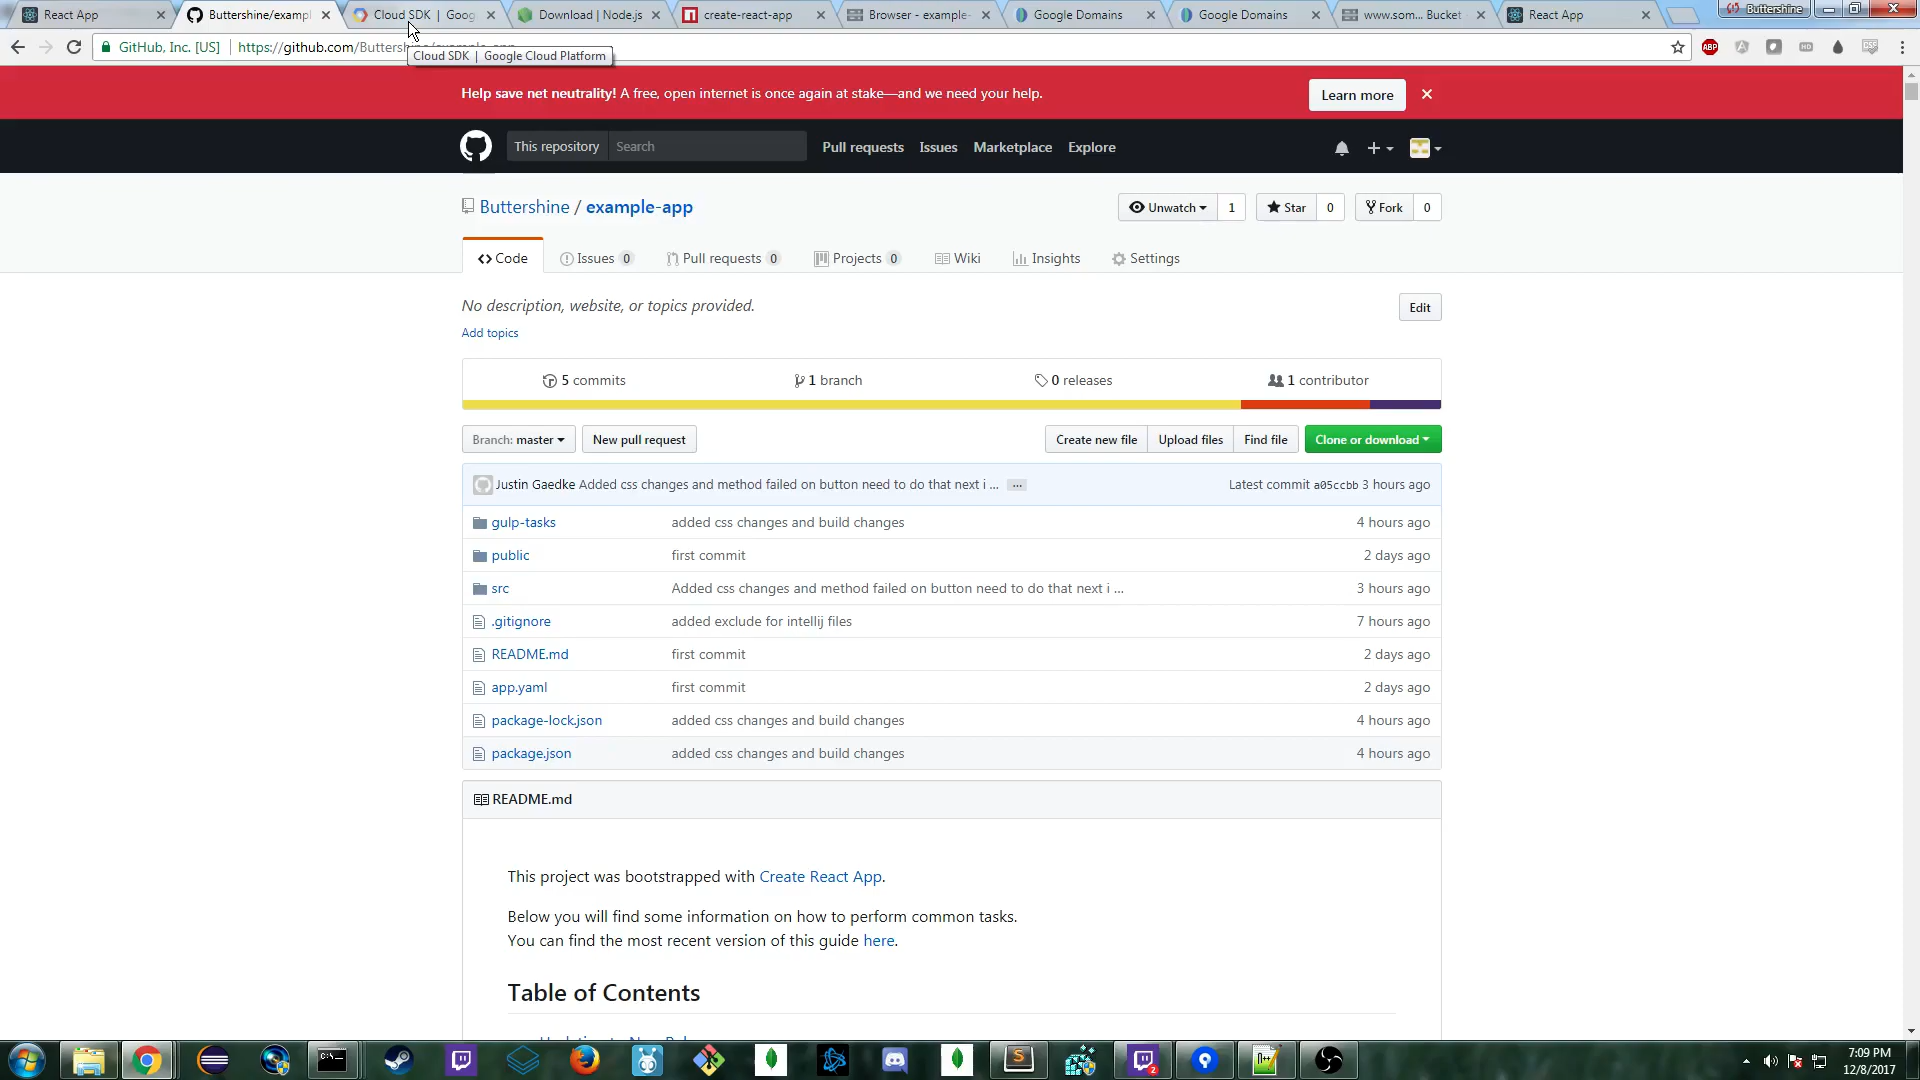 React App
Buttershine/exampl
Cloud SDK | Goog
Download | Node.js
create-react-app
Browser - example-
Google Domains
Google Domains
www.som... Bucket
React App
Buttershine
GitHub, Inc. [US]
https://github.com/Buttershine/example-app
Cloud SDK | Google Cloud Platform
ABP
Help save net neutrality! A free, open internet is once again at stake—and we need your help.
Learn more
This repository
Search
Pull requests
Issues
Marketplace
Explore
Buttershine / example-app
Unwatch
1
Star
0
Fork
0
Code
Issues 0
Pull requests 0
Projects 0
Wiki
Insights
Settings
No description, website, or topics provided.
Edit
Add topics
5 commits
1 branch
0 releases
1 contributor
Branch: master
New pull request
Create new file
Upload files
Find file
Clone or download
Justin Gaedke Added css changes and method failed on button need to do that next i ...
...
Latest commit a05ccbb 3 hours ago
gulp-tasks
added css changes and build changes
4 hours ago
public
first commit
2 days ago
src
Added css changes and method failed on button need to do that next i ...
3 hours ago
.gitignore
added exclude for intellij files
7 hours ago
README.md
first commit
2 days ago
app.yaml
first commit
2 days ago
package-lock.json
added css changes and build changes
4 hours ago
package.json
added css changes and build changes
4 hours ago
README.md
This project was bootstrapped with Create React App.
Below you will find some information on how to perform common tasks.
You can find the most recent version of this guide here.
Table of Contents
7:09 PM
12/8/2017